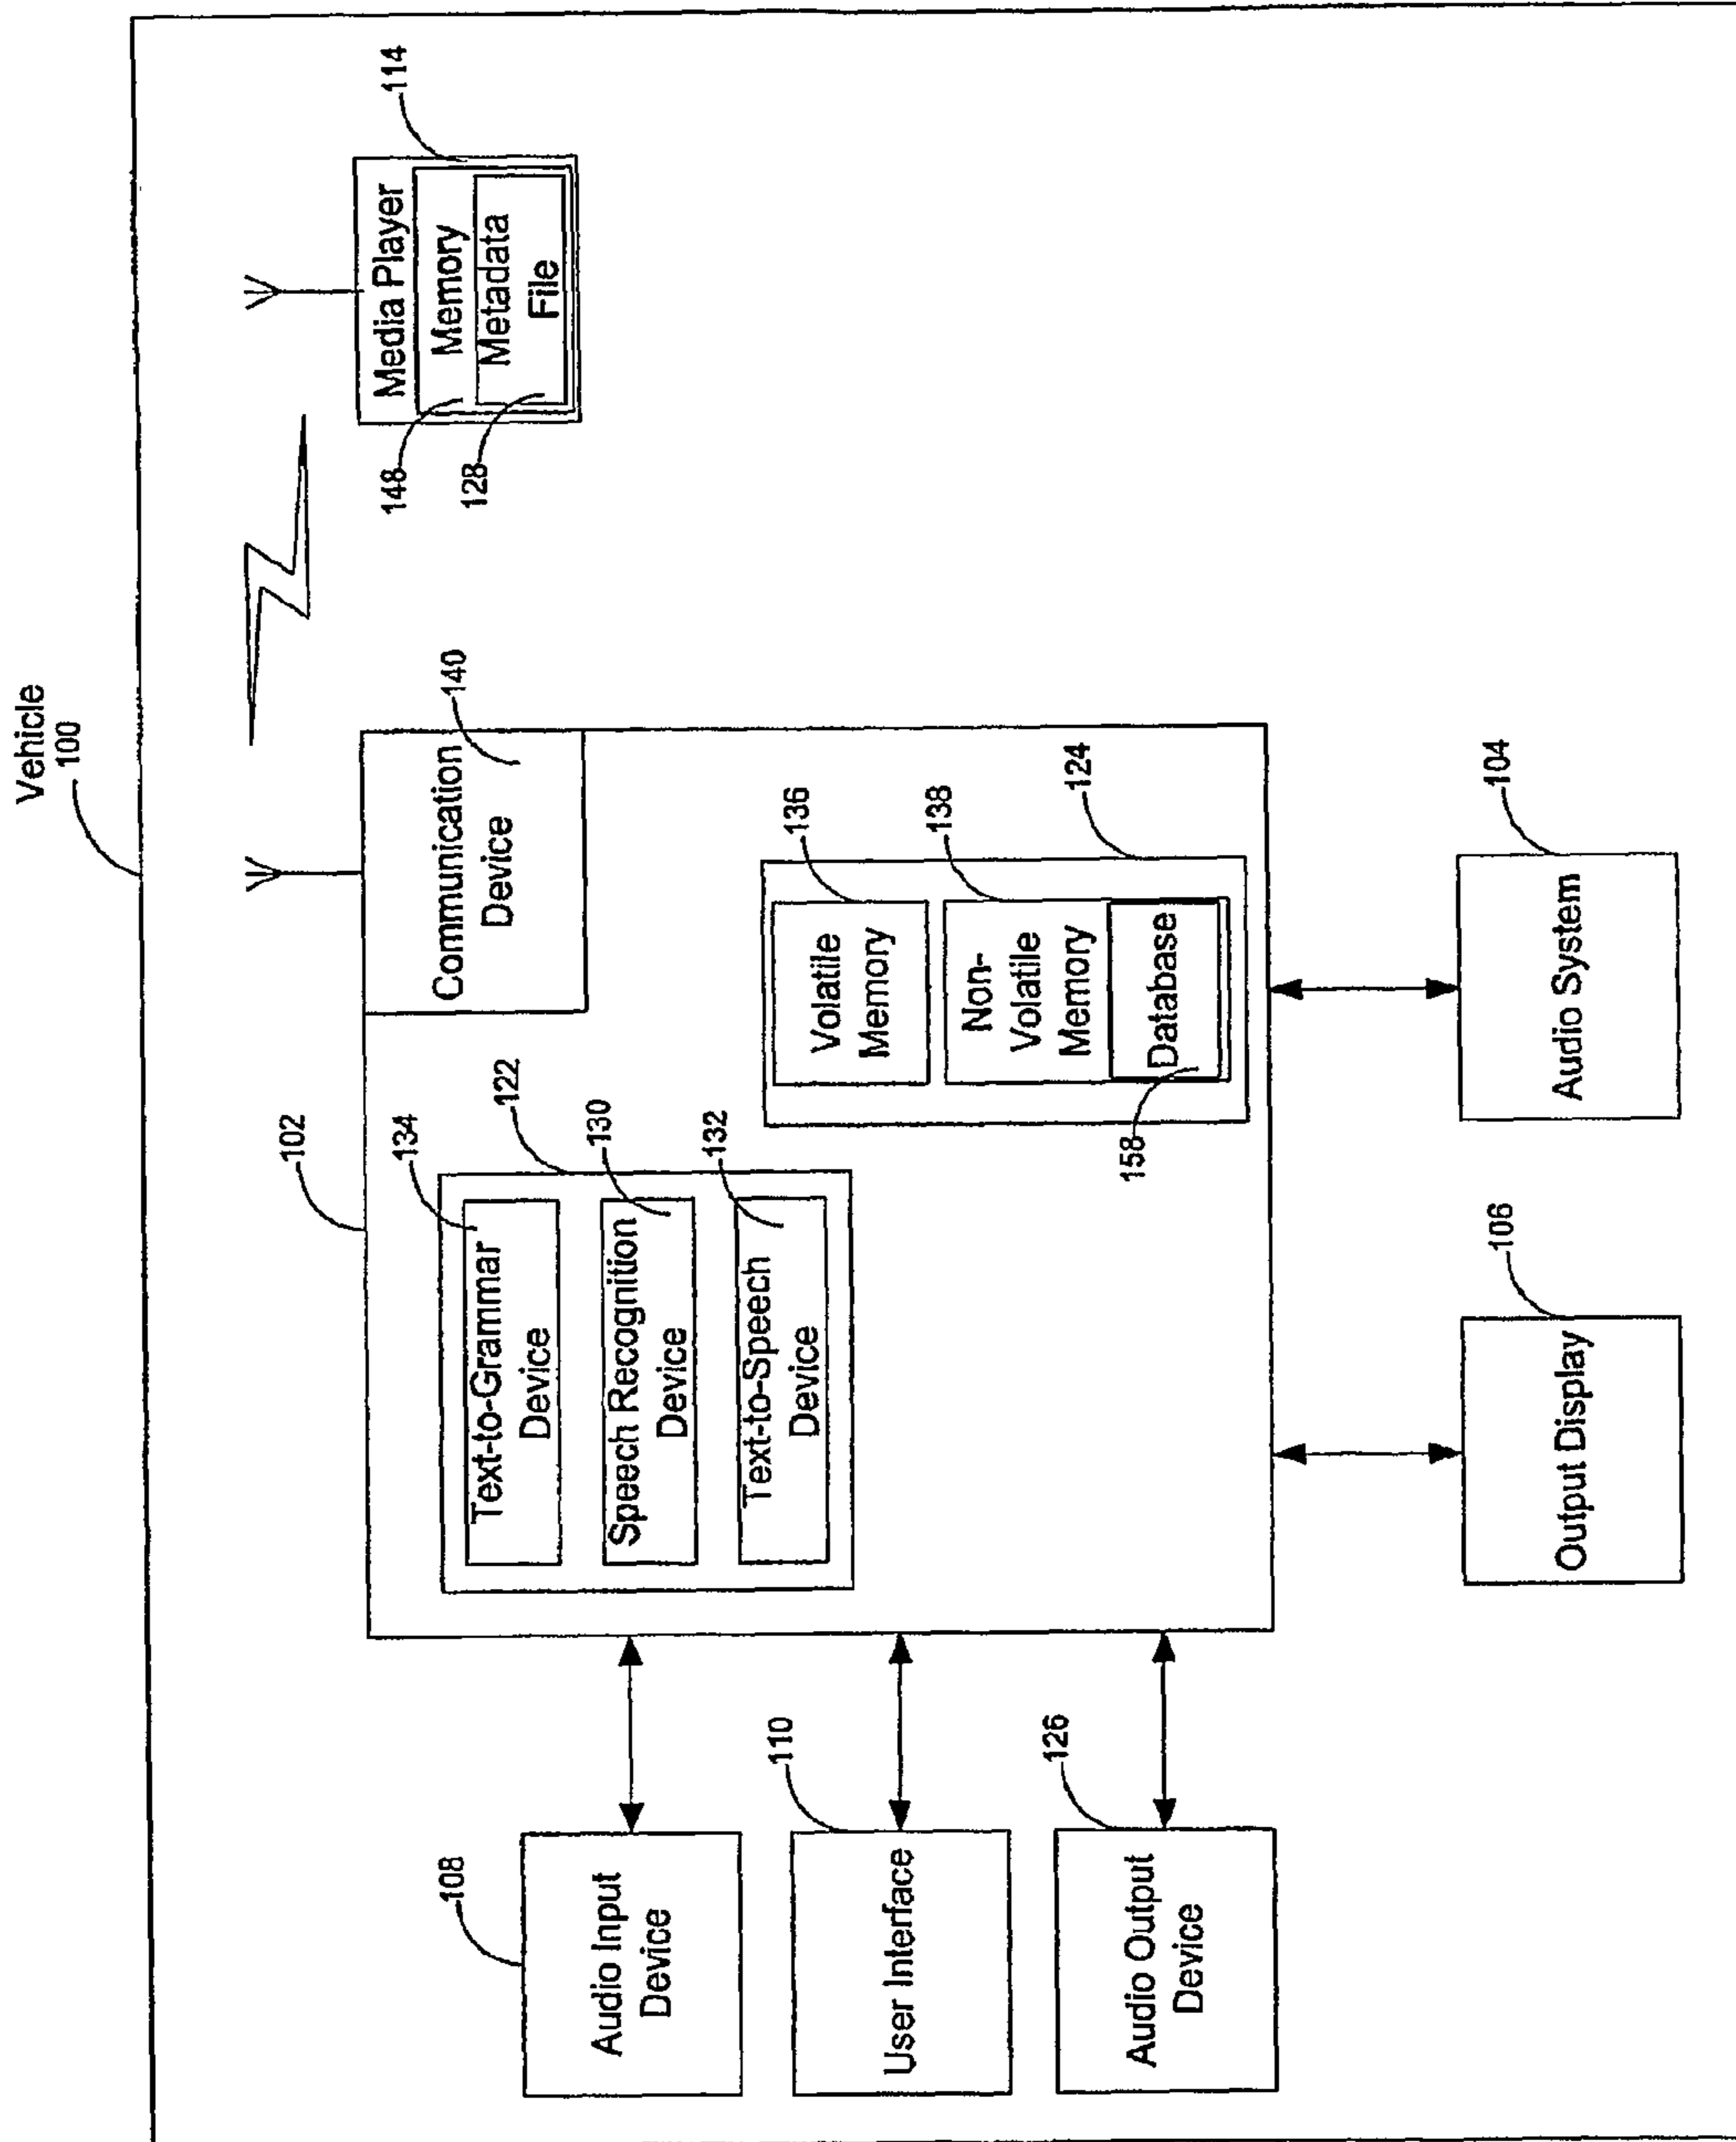 Vehicle
100
102
134
122
130
132
Text-to-Grammar
Device
Speech Recognition
Device
Text-to-Speech
Device
Communication
Device
140
136
138
124
Volatile
Memory
Non-
Volatile
Memory
Database
158
Media Player
Memory
Metadata
File
114
148
128
108
Audio Input
Device
110
User Interface
126
Audio Output
Device
106
Output Display
104
Audio System